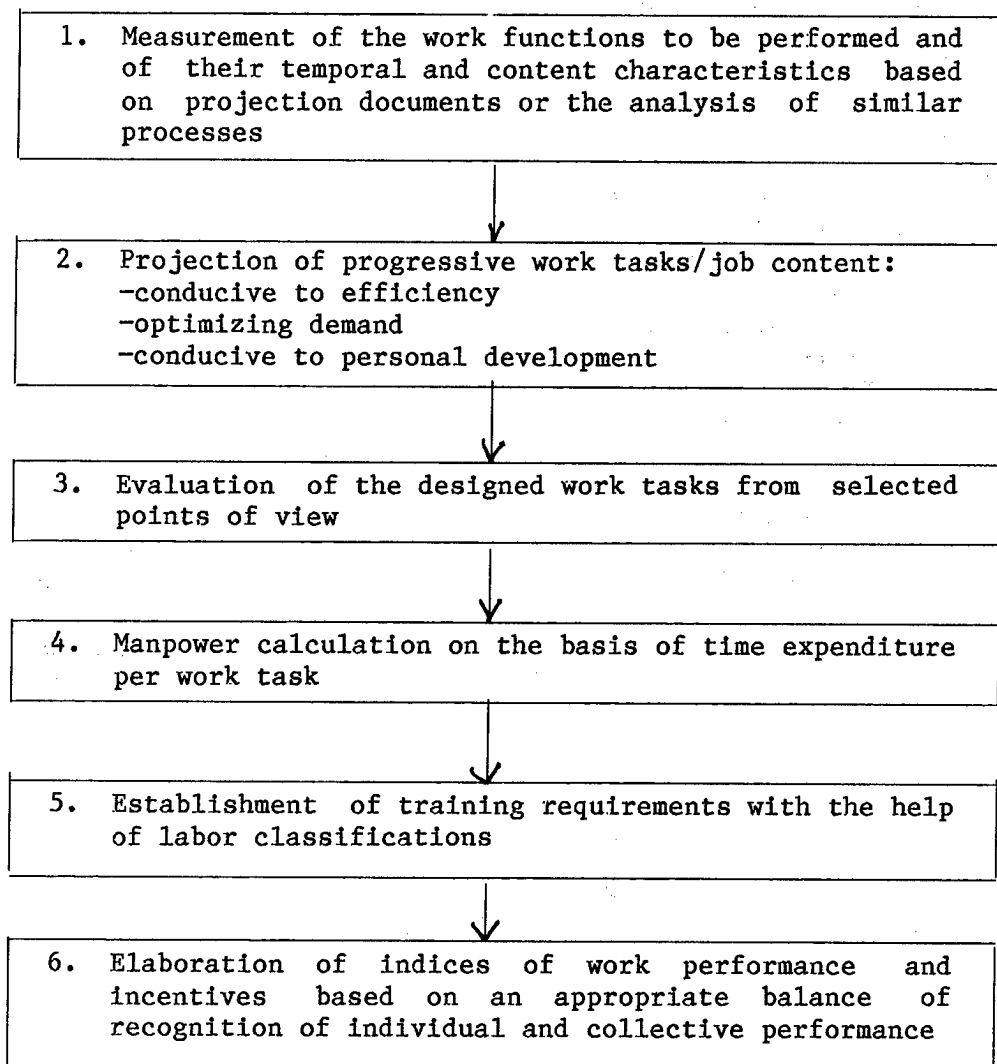 1. Measurement of the work functions to be performed and
of their temporal and content characteristics based
on projection documents or the analysis of similar
processes
2. Projection of progressive work tasks/job content:
-conducive to efficiency
-optimizing demand
-conducive to personal development
3. Evaluation of the designed work tasks from selected
points of view
4. Manpower calculation on the basis of time expenditure
per work task
5. Establishment of training requirements with the help
of labor classifications
6. Elaboration of indices of work performance and
incentives based on an appropriate balance of
recognition of individual and collective performance